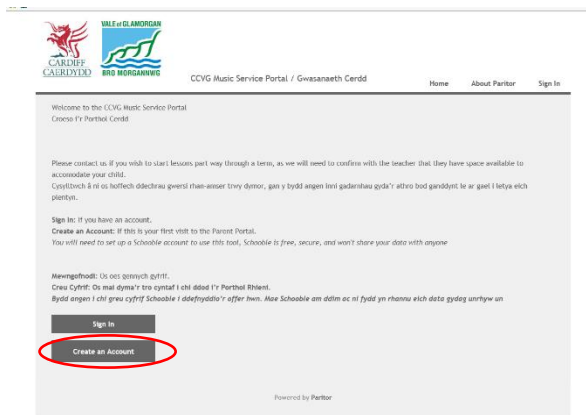 VALE of GLAMORGAN
CARDIFF
CAERDYDD
BRO MORGANNWG
CCVG Music Service Portal / Gwasanaeth Cerdd
Home About Paritor Sign In
Welcome to the CCVG Music Service Portal
Croeso i'r Porthol Cerdd
Please contact us if you wish to start lessons part way through a term, as we will need to confirm with the teacher that they have space available to
accomodate your child.
Cysylltwch â ni os hoffech ddechrau gwersi rhan-amser trwy dymor, gan y bydd angen inni gadarnhau gyda'r athro bod ganddynt le ar gael i letya eich
plentyn.
Sign In: If you have an account.
Create an Account: If this is your first visit to the Parent Portal.
You will need to set up a Schooble account to use this tool, Schooble is free, secure, and won't share your data with anyone
Mewngofnodi: Os oes gennych gyfrif.
Creu Cyfrif: Os mai dyma'r tro cyntaf i chi ddod i'r Porthol Rhieni.
Bydd angen i chi greu cyfrif Schooble i ddefnyddio'r offer hwn. Mae Schooble am ddim ac ni fydd yn rhannu eich data gydag unrhyw un
Sign In
Create an Account
Powered by Paritor